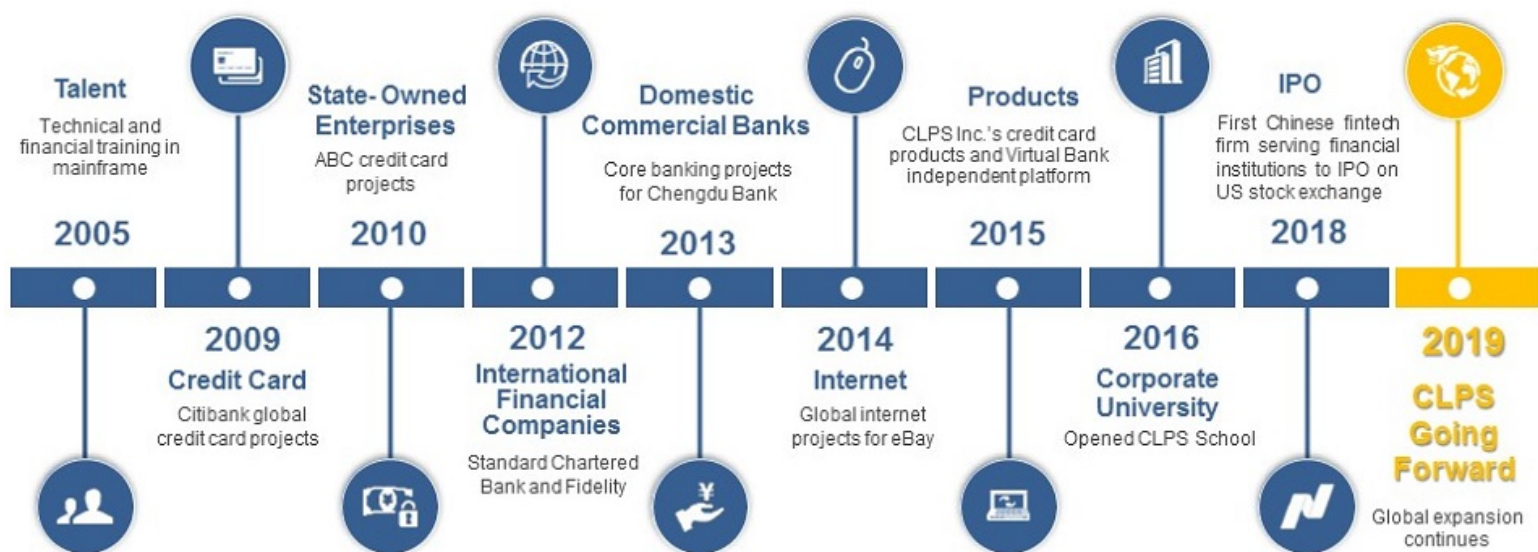 Talent
Technical and
financial training in
mainframe
2005
2009
Credit Card
Citibank global
credit card projects
State-Owned
Enterprises
ABC credit card
projects
2010
2012
International
Financial
Companies
Standard Chartered
Bank and Fidelity
Domestic
Commercial Banks
Core banking projects
for Chengdu Bank
2013
¥
2014
Internet
Global internet
projects for eBay
Products
CLPS Inc.'s credit card
products and Virtual Bank
independent platform
2015
2016
Corporate
University
Opened CLPS School
IPO
First Chinese fintech
firm serving financial
institutions to IPO on
US stock exchange
2018
2019
CLPS
Going
Forward
Global expansion
continues